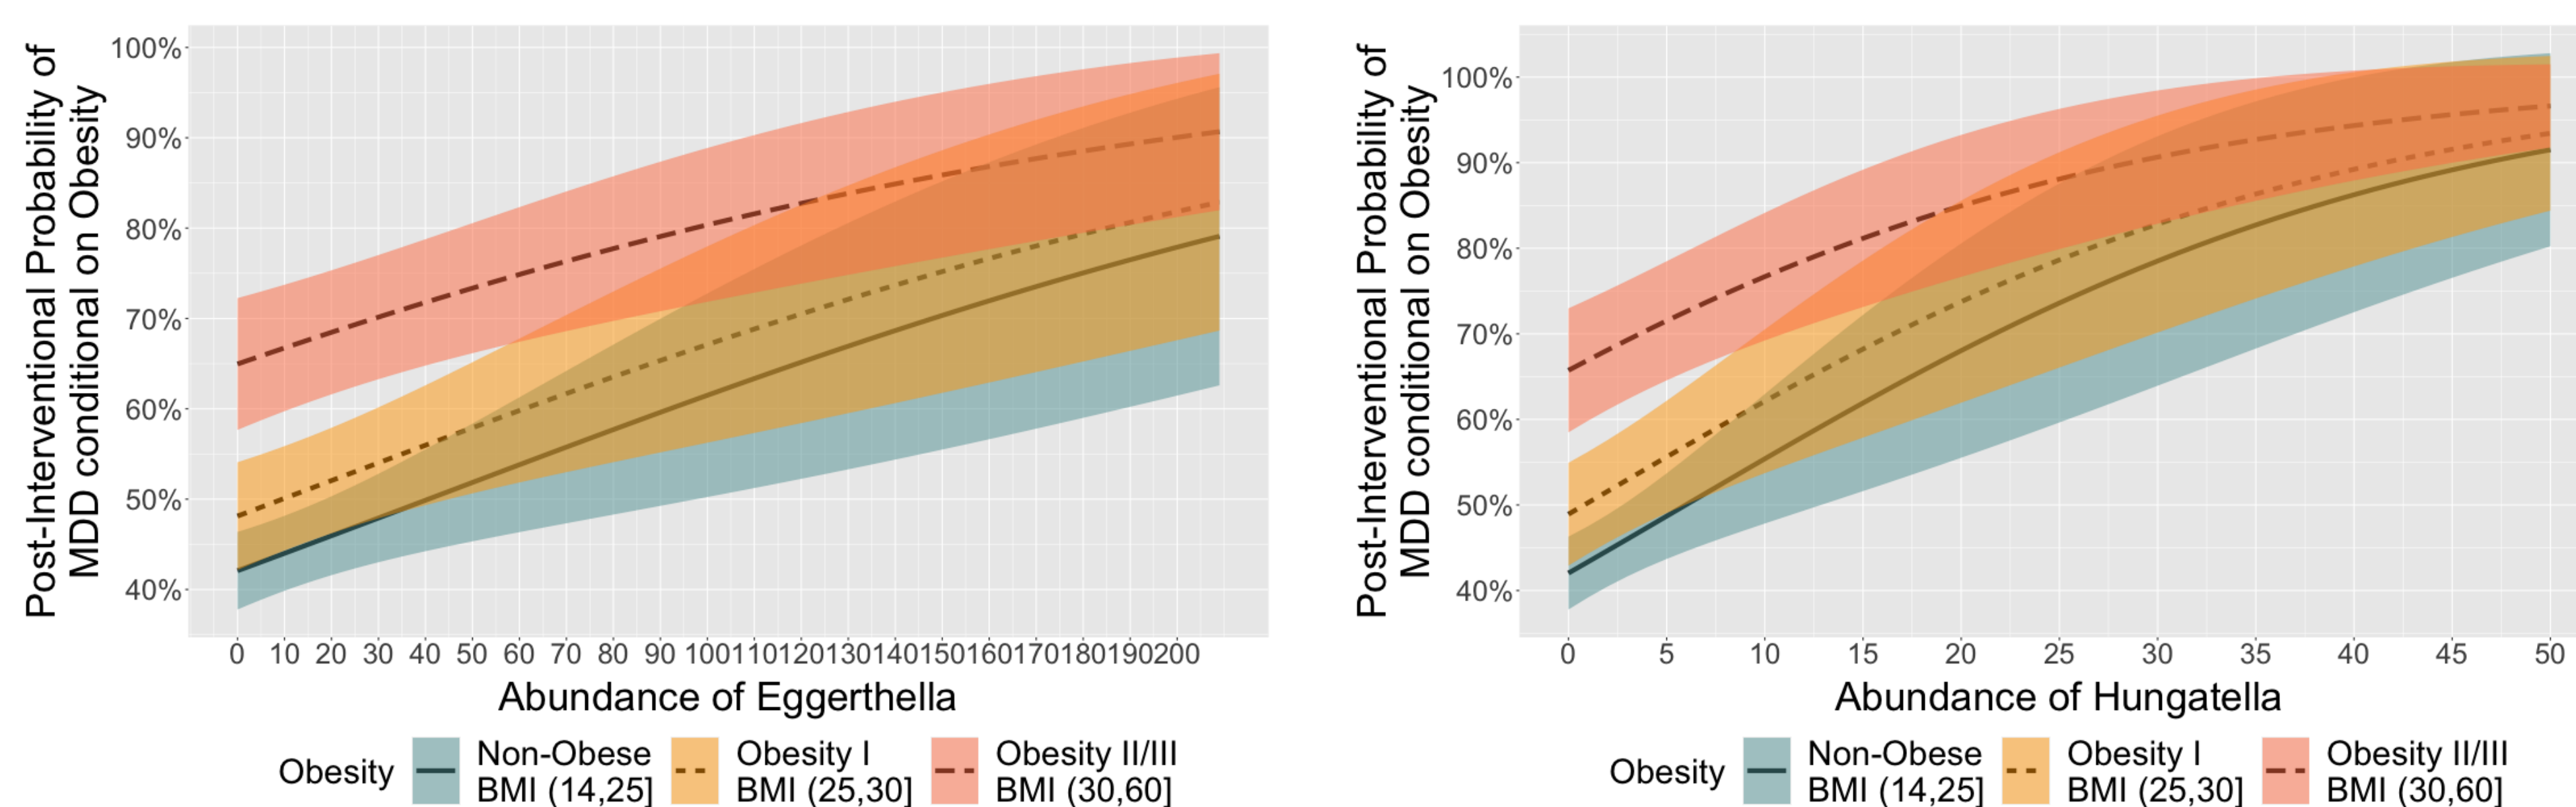 Post-Interventional Probability of
MDD conditional on Obesity
100%
90%
80%
70%
60%
50%
40%
0 10 20 30 40 50 60 70 80 90 100 110 120 130 140 150 160 170 180 190 200
Abundance of Eggerthella
Obesity
Non-Obese
BMI (14,25]
Obesity I
BMI (25,30]
Obesity II/III
BMI (30,60]
Post-Interventional Probability of
MDD conditional on Obesity
100%
90%
80%
70%
60%
50%
40%
0 5 10 15 20 25 30 35 40 45 50
Abundance of Hungatella
Obesity
Non-Obese
BMI (14,25]
Obesity I
BMI (25,30]
Obesity II/III
BMI (30,60]